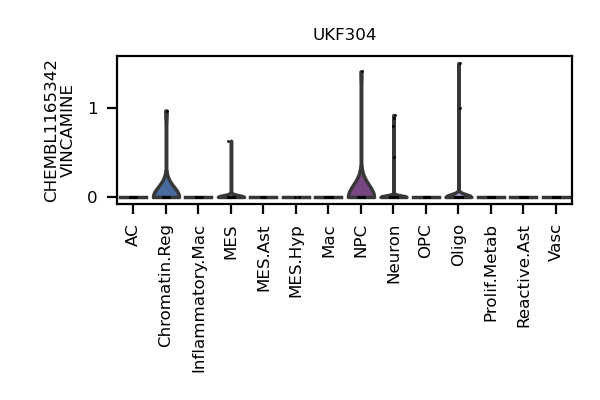 UKF304
CHEMBL1165342
VINCAMINE
1
0
AC
Chromatin.Reg
Inflammatory.Mac
MES
MES.Ast
MES.Hyp
Mac
NPC
Neuron
OPC
Oligo
Prolif.Metab
Reactive.Ast
Vasc